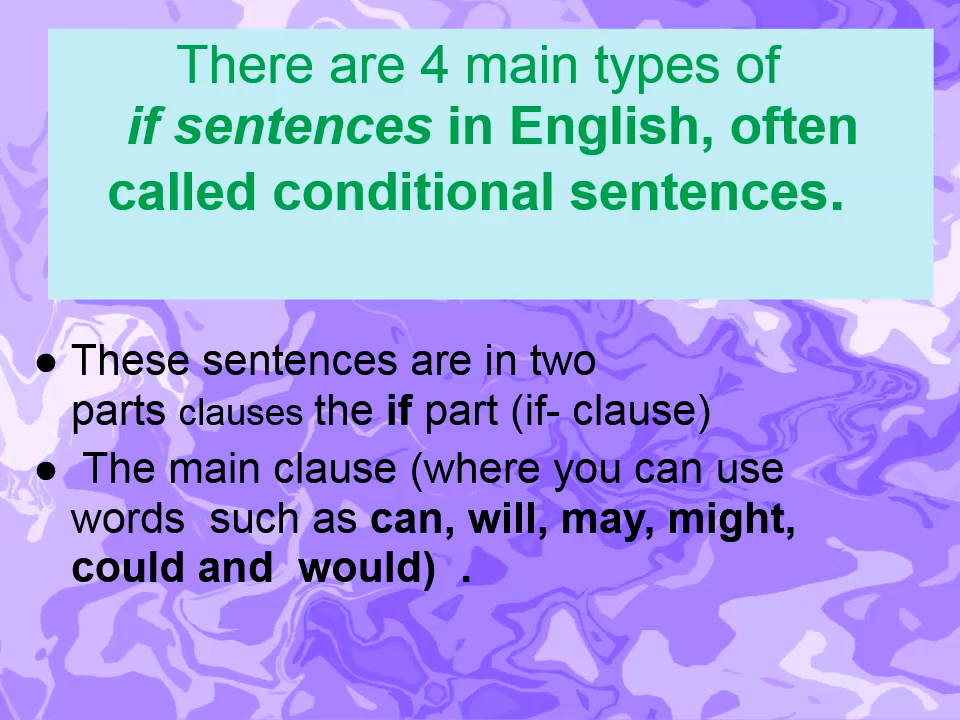 There are 4 main types of
if sentences in English, often
called conditional sentences.
● These sentences are in two
parts clauses the if part (if- clause)
● The main clause (where you can use
words such as can, will, may, might,
could and would) .